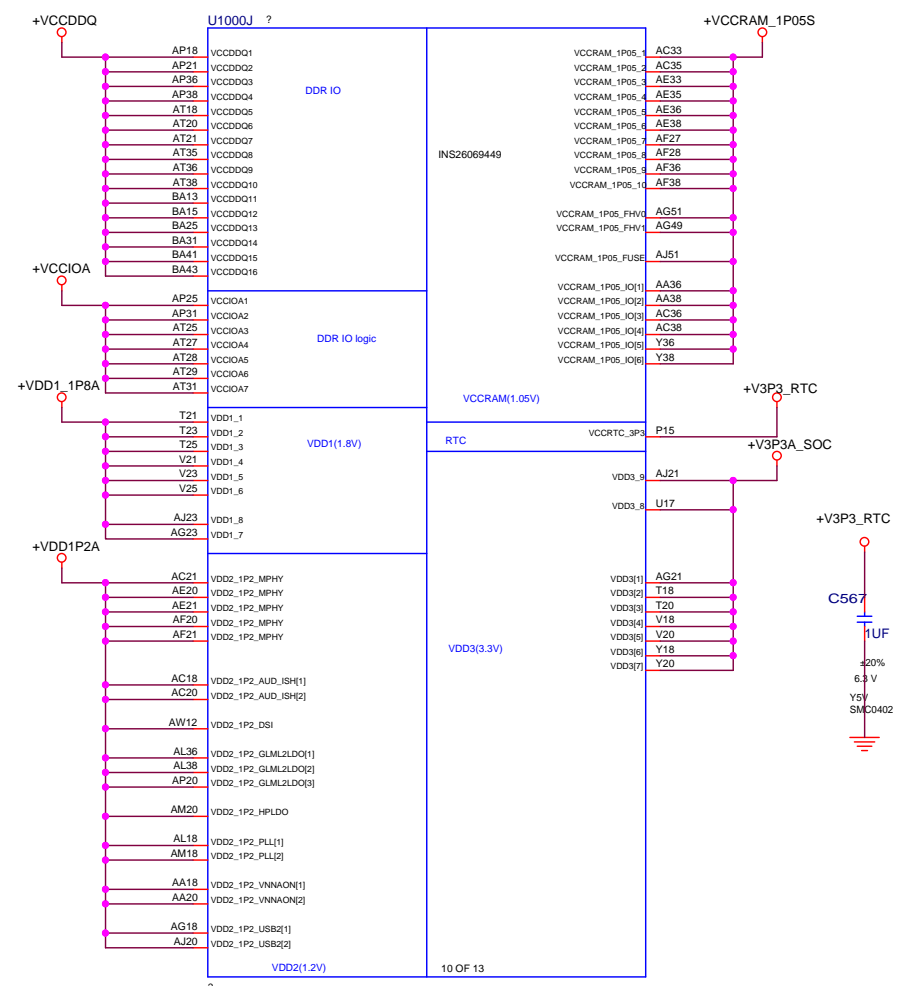 +VCCDDQ
U1000J ?
+VCCRAM_1P05S
AP18 VCCDDQ1
AP21 VCCDDQ2
AP36 VCCDDQ3
AP38 VCCDDQ4
AT18 VCCDDQ5
AT20 VCCDDQ6
AT21 VCCDDQ7
AT35 VCCDDQ8
AT36 VCCDDQ9
AT38 VCCDDQ10
BA13 VCCDDQ11
BA15 VCCDDQ12
BA25 VCCDDQ13
BA31 VCCDDQ14
BA41 VCCDDQ15
BA43 VCCDDQ16
DDR IO
+VCCIOA
AP25 VCCIOA1
AP31 VCCIOA2
AT25 VCCIOA3
AT27 VCCIOA4
AT28 VCCIOA5
AT29 VCCIOA6
AT31 VCCIOA7
DDR IO logic
+VDD1_1P8A
T21 VDD1_1
T23 VDD1_2
T25 VDD1_3
V21 VDD1_4
V23 VDD1_5
V25 VDD1_6
AJ23 VDD1_8
AG23 VDD1_7
VDD1(1.8V)
+VDD1P2A
AC21 VDD2_1P2_MPHY
AE20 VDD2_1P2_MPHY
AE21 VDD2_1P2_MPHY
AF20 VDD2_1P2_MPHY
AF21 VDD2_1P2_MPHY
AC18 VDD2_1P2_AUD_ISH[1]
AC20 VDD2_1P2_AUD_ISH[2]
AW12 VDD2_1P2_DSI
AL36 VDD2_1P2_GLML2LDO[1]
AL38 VDD2_1P2_GLML2LDO[2]
AP20 VDD2_1P2_GLML2LDO[3]
AM20 VDD2_1P2_HPLDO
AL18 VDD2_1P2_PLL[1]
AM18 VDD2_1P2_PLL[2]
AA18 VDD2_1P2_VNNAON[1]
AA20 VDD2_1P2_VNNAON[2]
AG18 VDD2_1P2_USB2[1]
AJ20 VDD2_1P2_USB2[2]
VDD2(1.2V)
INS26069449
VCCRAM_1P05_1 AC33
VCCRAM_1P05_2 AC35
VCCRAM_1P05_3 AE33
VCCRAM_1P05_4 AE35
VCCRAM_1P05_5 AE36
VCCRAM_1P05_6 AE38
VCCRAM_1P05_7 AF27
VCCRAM_1P05_8 AF28
VCCRAM_1P05_9 AF36
VCCRAM_1P05_10 AF38
VCCRAM_1P05_FHV0 AG51
VCCRAM_1P05_FHV1 AG49
VCCRAM_1P05_FUSE AJ51
VCCRAM_1P05_IO[1] AA36
VCCRAM_1P05_IO[2] AA38
VCCRAM_1P05_IO[3] AC36
VCCRAM_1P05_IO[4] AC38
VCCRAM_1P05_IO[5] Y36
VCCRAM_1P05_IO[6] Y38
VCCRAM(1.05V)
+V3P3_RTC
RTC
VCCRTC_3P3 P15
+V3P3A_SOC
VDD3_9 AJ21
VDD3_8 U17
VDD3[1] AG21
VDD3[2] T18
VDD3[3] T20
VDD3[4] V18
VDD3[5] V20
VDD3[6] Y18
VDD3[7] Y20
VDD3(3.3V)
10 OF 13
+V3P3_RTC
C567
1UF
±20%
6.3 V
Y5V
SMC0402